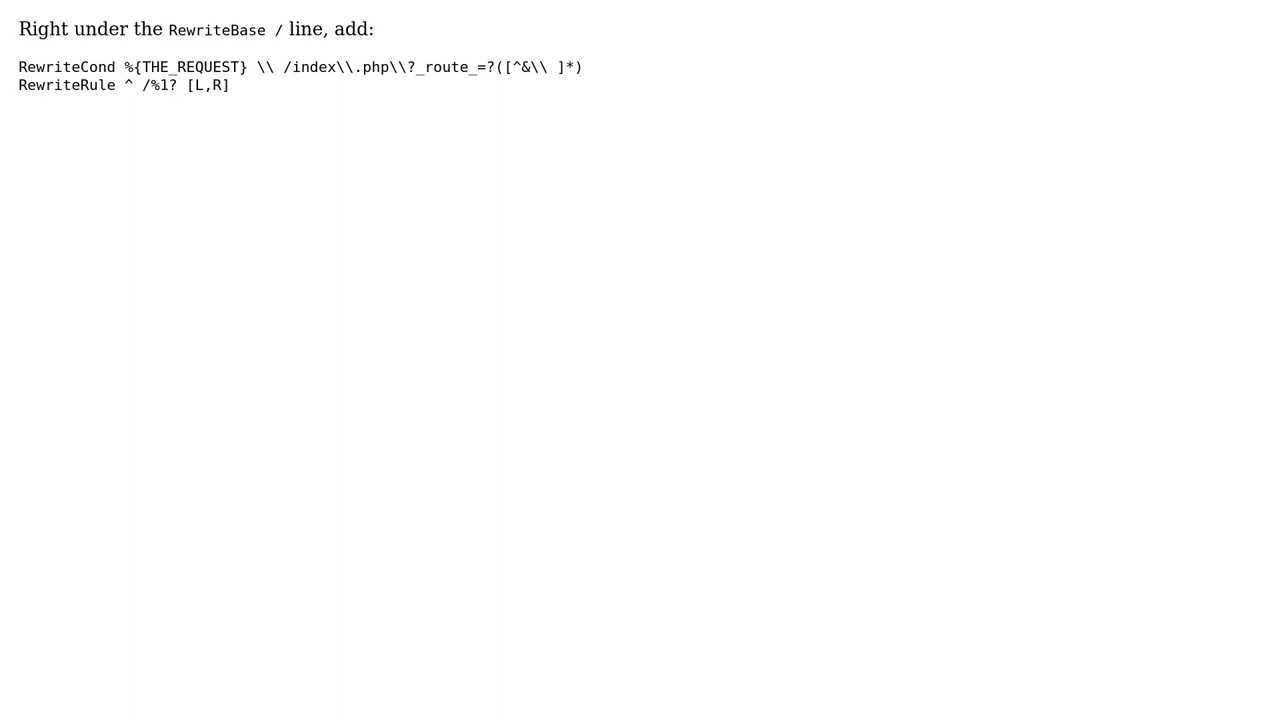 Right under the RewriteBase / line, add:
RewriteCond %{THE_REQUEST} \\ /index\\.php\\?_route_=?([^&\\ ]*)
RewriteRule ^ /%1? [L,R]